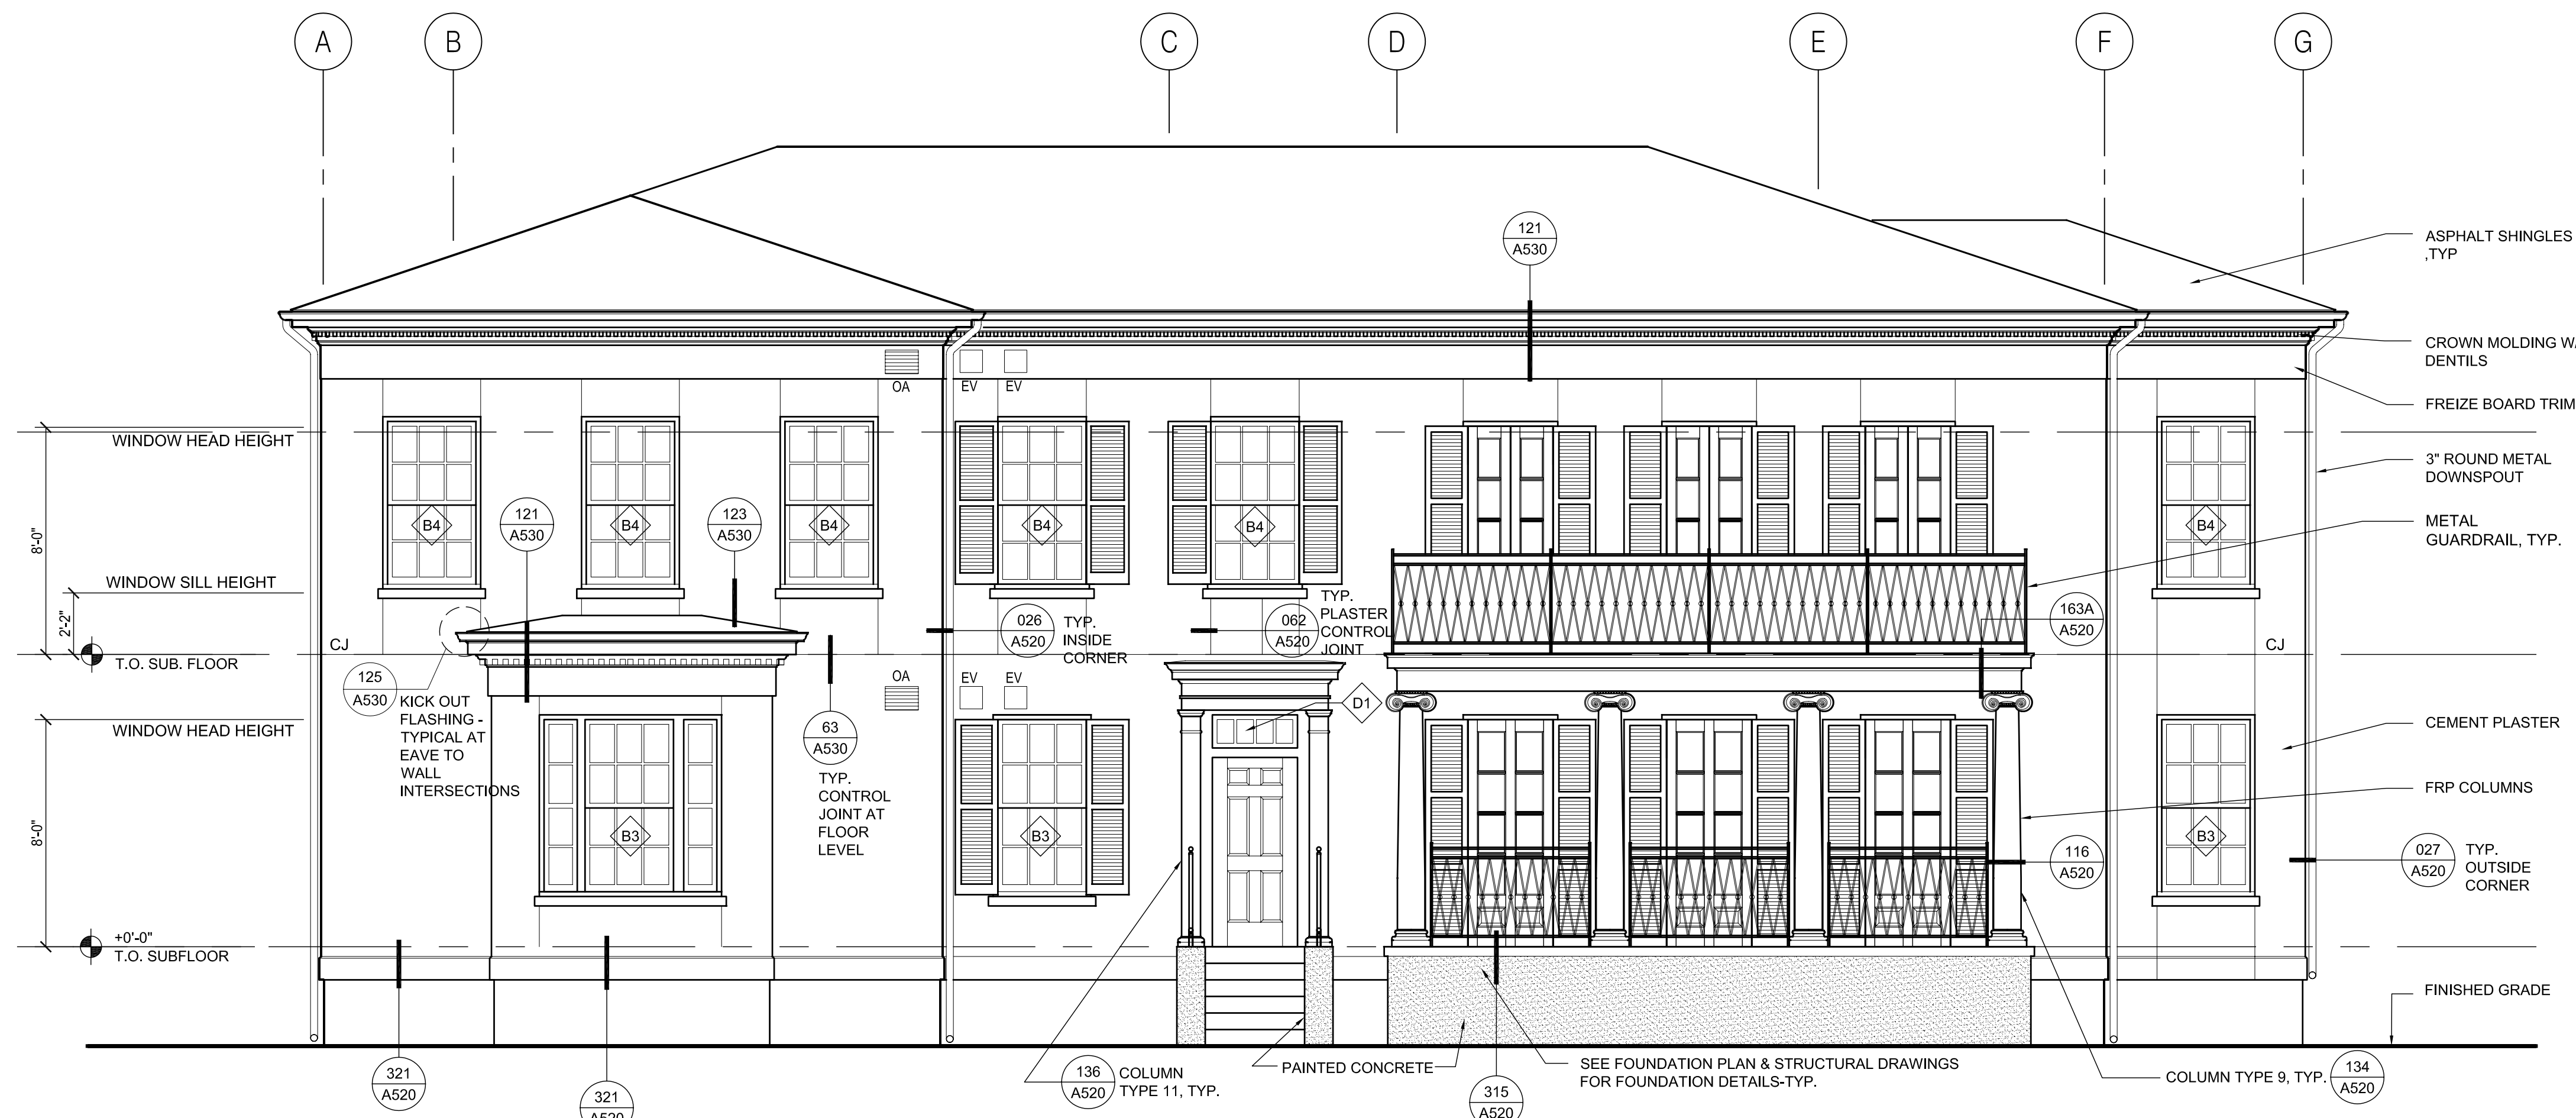 A
B
C
D
E
F
G
121
A530
ASPHALT SHINGLES
,TYP
CROWN MOLDING W/
DENTILS
FREIZE BOARD TRIM
3" ROUND METAL
DOWNSPOUT
METAL
GUARDRAIL, TYP.
OA
EV
EV
WINDOW HEAD HEIGHT
8'-0"
WINDOW SILL HEIGHT
2'-2"
T.O. SUB. FLOOR
B4
B4
B4
B4
B4
B4
121
A530
123
A530
026
A520
TYP.
INSIDE
CORNER
062
A520
TYP.
PLASTER
CONTROL
JOINT
163A
A520
CJ
CJ
125
A530
KICK OUT
FLASHING -
TYPICAL AT
EAVE TO
WALL
INTERSECTIONS
OA
EV
EV
63
A530
TYP.
CONTROL
JOINT AT
FLOOR
LEVEL
D1
WINDOW HEAD HEIGHT
8'-0"
CEMENT PLASTER
FRP COLUMNS
B3
B3
B3
116
A520
027
A520
TYP.
OUTSIDE
CORNER
+0'-0"
T.O. SUBFLOOR
FINISHED GRADE
321
A520
321
A520
136
A520
COLUMN
TYPE 11, TYP.
PAINTED CONCRETE
315
A520
SEE FOUNDATION PLAN & STRUCTURAL DRAWINGS
FOR FOUNDATION DETAILS-TYP.
COLUMN TYPE 9, TYP.
134
A520